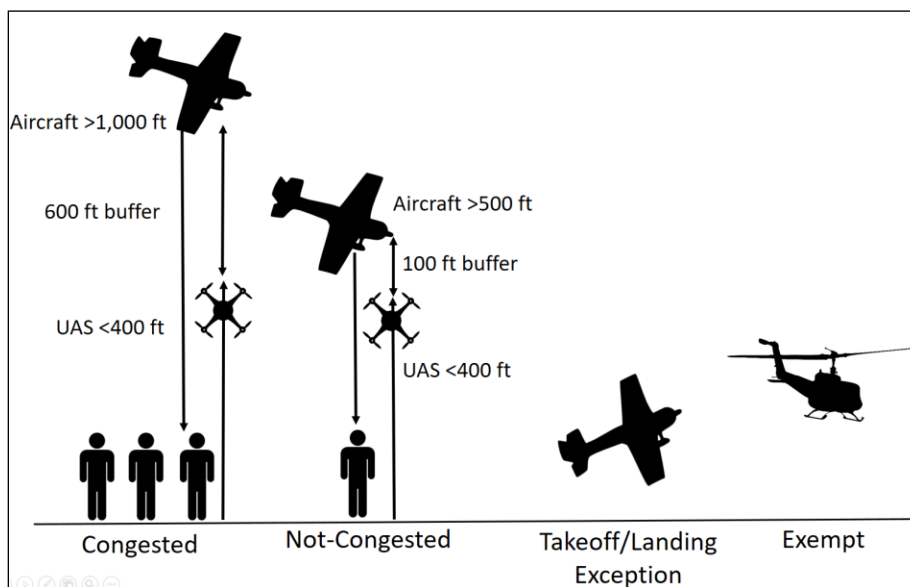 Aircraft >1,000 ft
600 ft buffer
UAS <400 ft
Aircraft >500 ft
100 ft buffer
UAS <400 ft
Congested
Not-Congested
Takeoff/Landing
Exception
Exempt